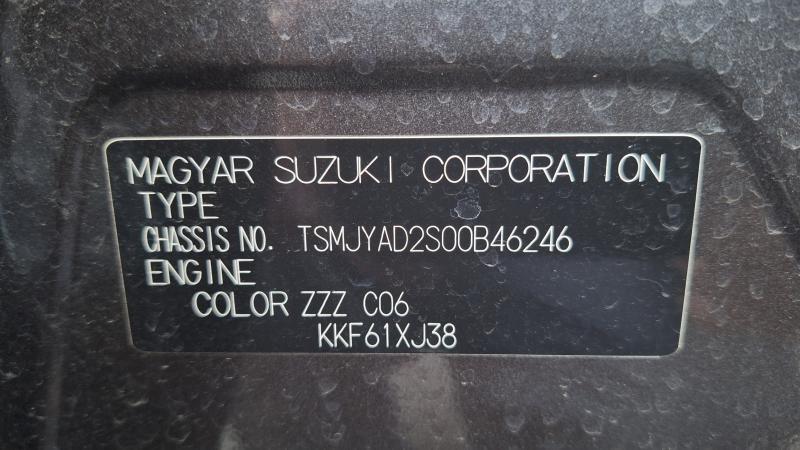 MAGYAR SUZUKI CORPORATION
TYPE
CHASSIS NO. TSMJYAD2S00B46246
ENGINE
COLOR ZZZ C06
KKF61XJ38